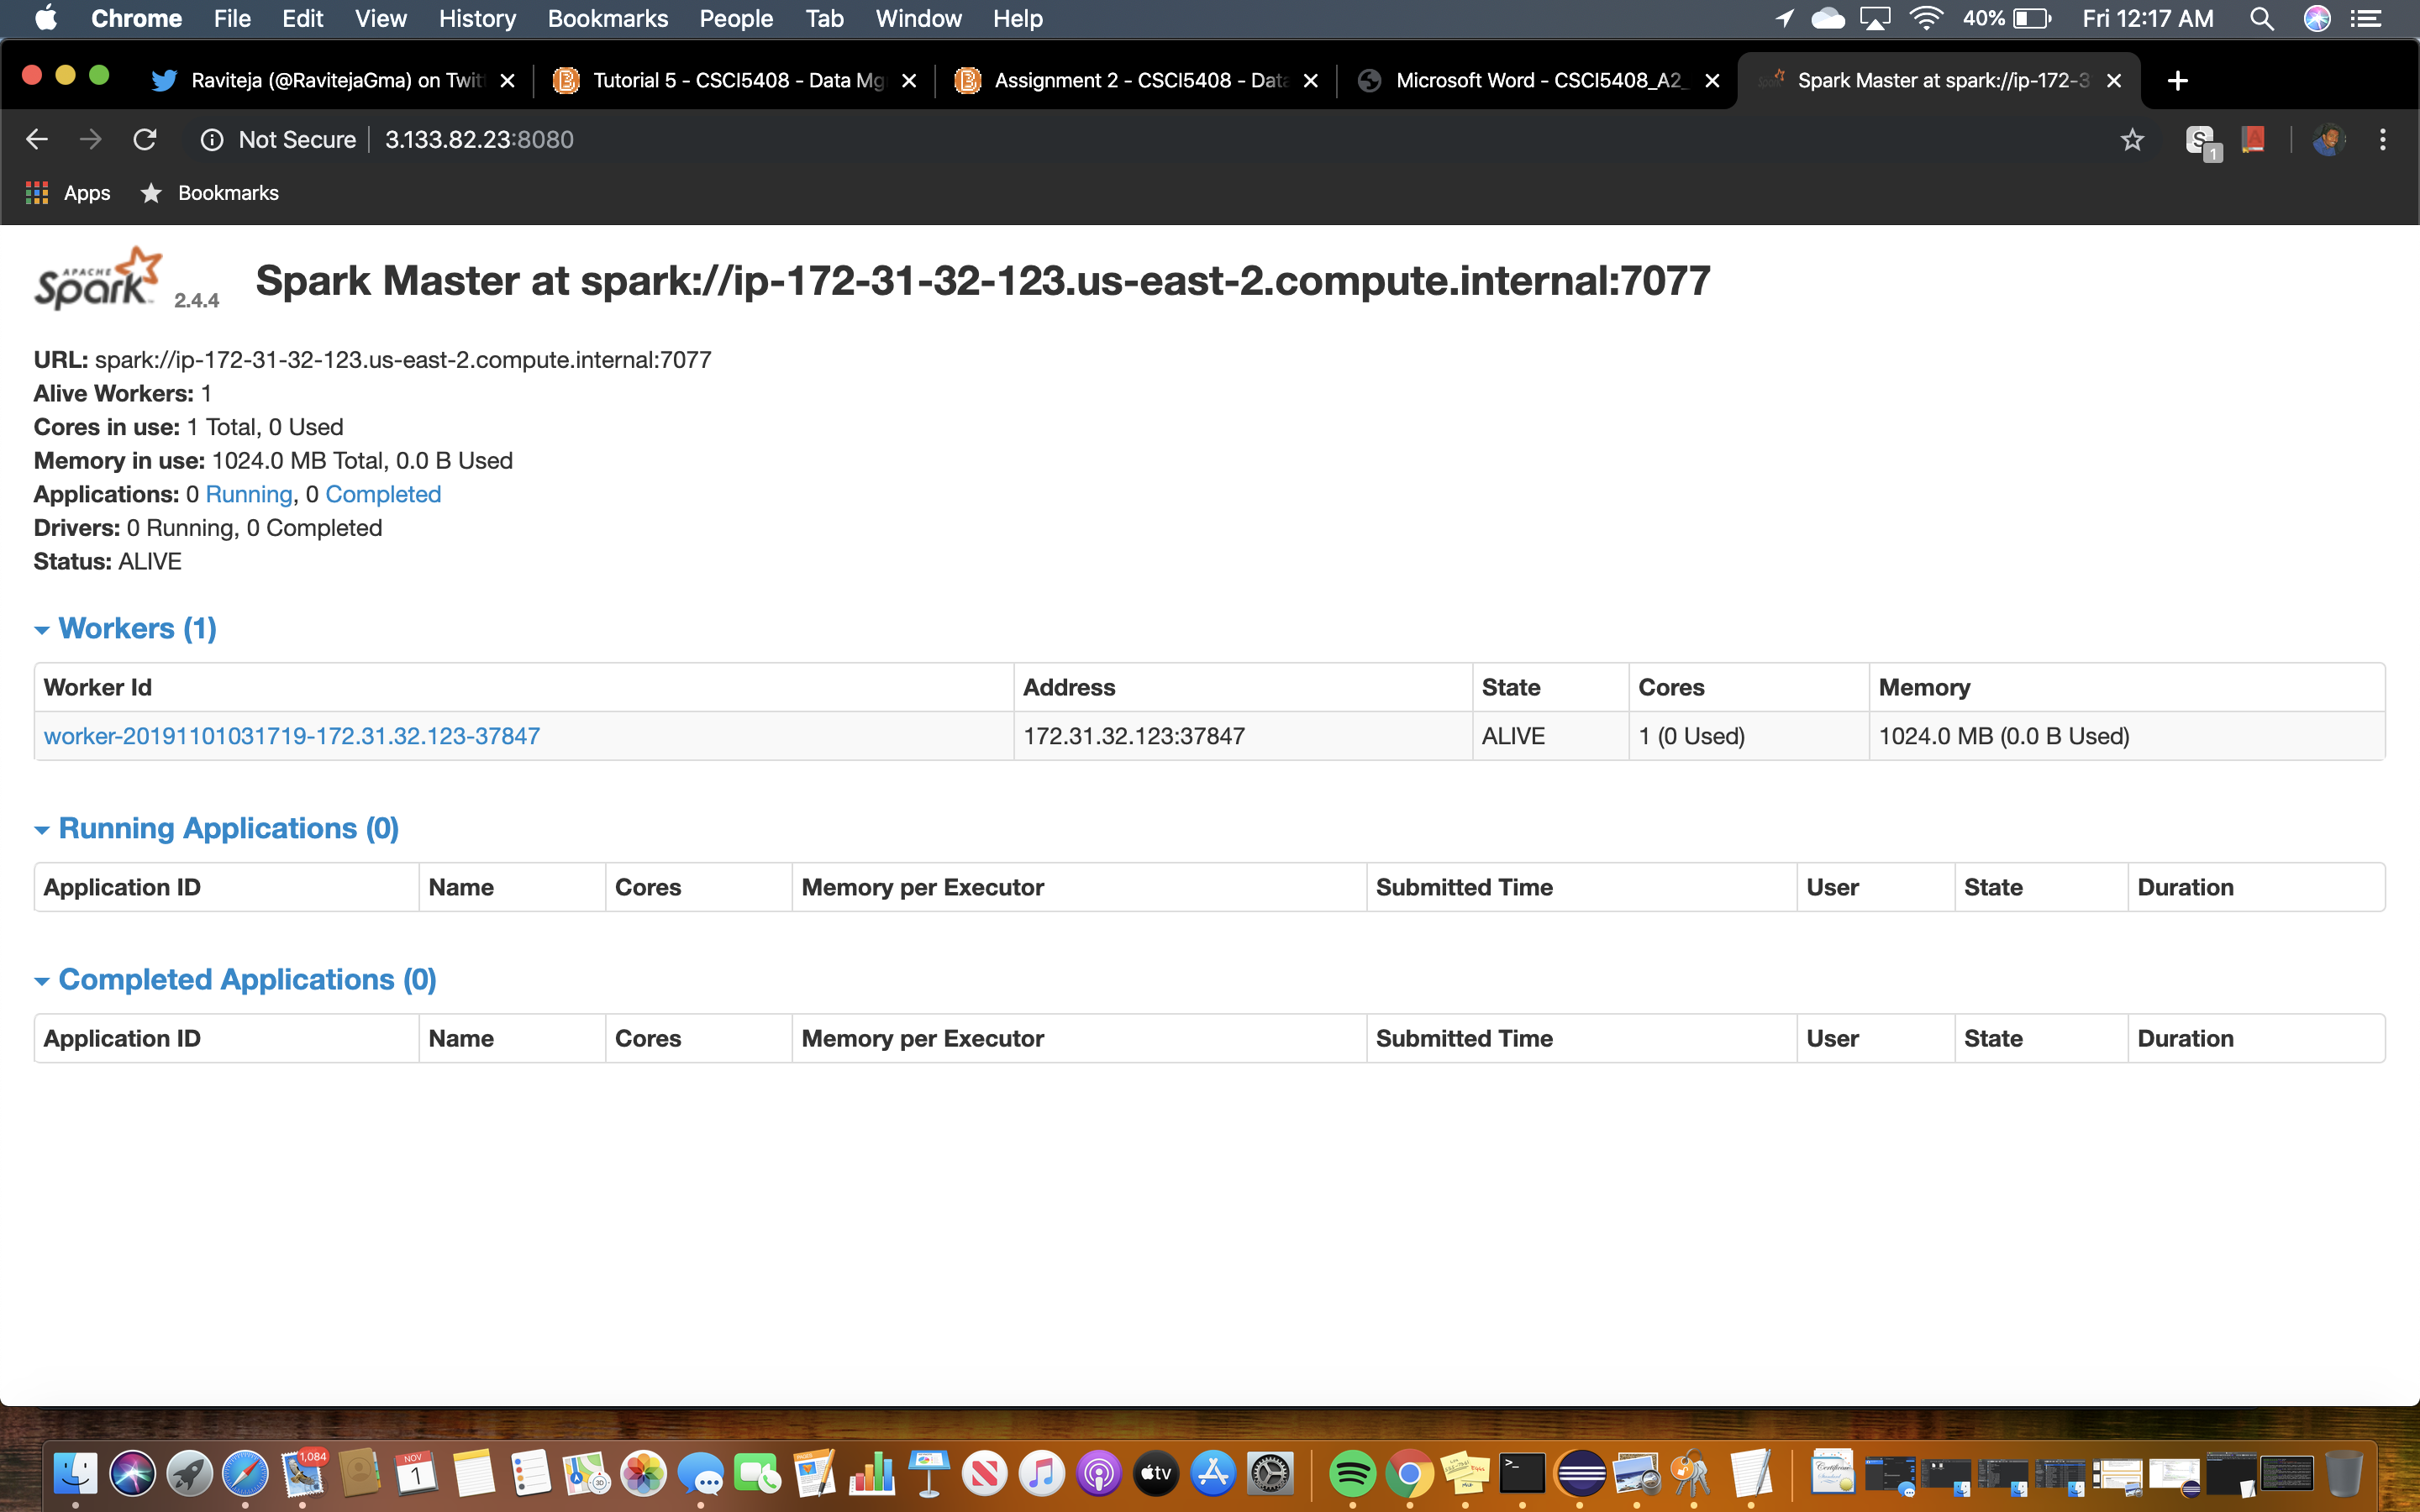 Chrome File Edit View History Bookmarks People Tab Window Help 40% Fri 12:17 AM
Raviteja (@RavitejaGma) on Twit Tutorial 5 - CSCI5408 - Data Mg Assignment 2 - CSCI5408 - Data Microsoft Word - CSCI5408_A2_ Spark Master at spark://ip-172-3
Not Secure 3.133.82.23:8080
Apps Bookmarks
APACHE Spark 2.4.4 Spark Master at spark://ip-172-31-32-123.us-east-2.compute.internal:7077
URL: spark://ip-172-31-32-123.us-east-2.compute.internal:7077
Alive Workers: 1
Cores in use: 1 Total, 0 Used
Memory in use: 1024.0 MB Total, 0.0 B Used
Applications: 0 Running, 0 Completed
Drivers: 0 Running, 0 Completed
Status: ALIVE
Workers (1)
Worker Id Address State Cores Memory
worker-20191101031719-172.31.32.123-37847 172.31.32.123:37847 ALIVE 1 (0 Used) 1024.0 MB (0.0 B Used)
Running Applications (0)
Application ID Name Cores Memory per Executor Submitted Time User State Duration
Completed Applications (0)
Application ID Name Cores Memory per Executor Submitted Time User State Duration
1,084 NOV 1 tv